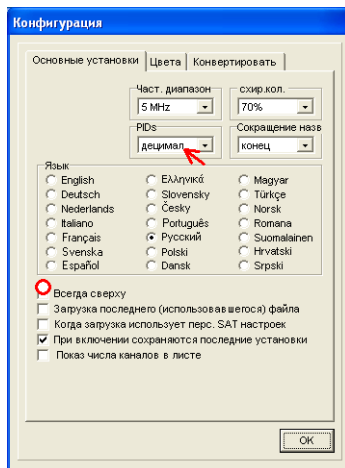 Конфигурация
Основные установки Цвета Конвертировать
Част. диапазон схир.кол.
5 MHz 70%
PIDs Сокращение назв
децимал. конец
Язык
English Ελληνικά Magyar
Deutsch Slovensky Türkçe
Nederlands Česky Norsk
Italiano Português Romana
Français Русский Suomalainen
Svenska Polski Hrvatski
Español Dansk Srpski
Всегда сверху
Загрузка последнего (использовавшегося) файла
Когда загрузка использует перс. SAT настроек
При включении сохраняются последние установки
Показ числа каналов в листе
OK